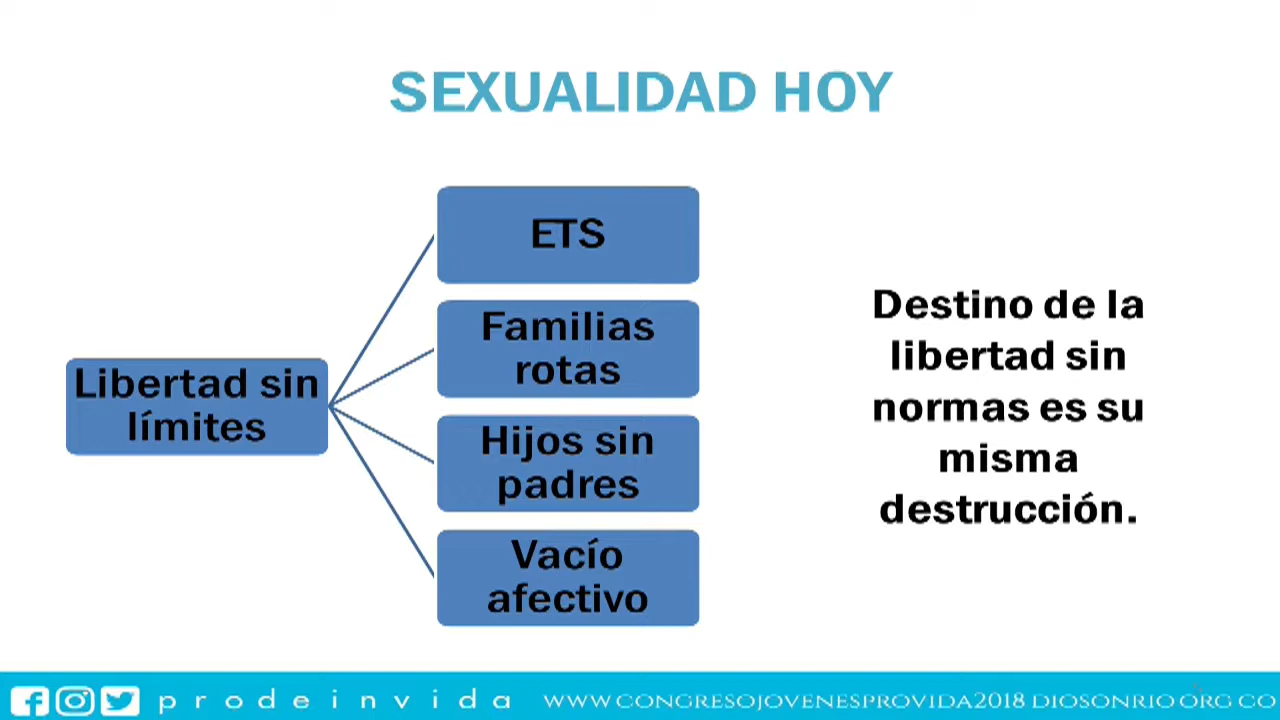 SEXUALIDAD HOY
Libertad sin
límites
ETS
Familias
rotas
Hijos sin
padres
Vacío
afectivo
Destino de la
libertad sin
normas es su
misma
destrucción.
prodeinvida
WWW.CONGRESOJOVENESPROVIDA2018 DIOSONRIO ORG CO